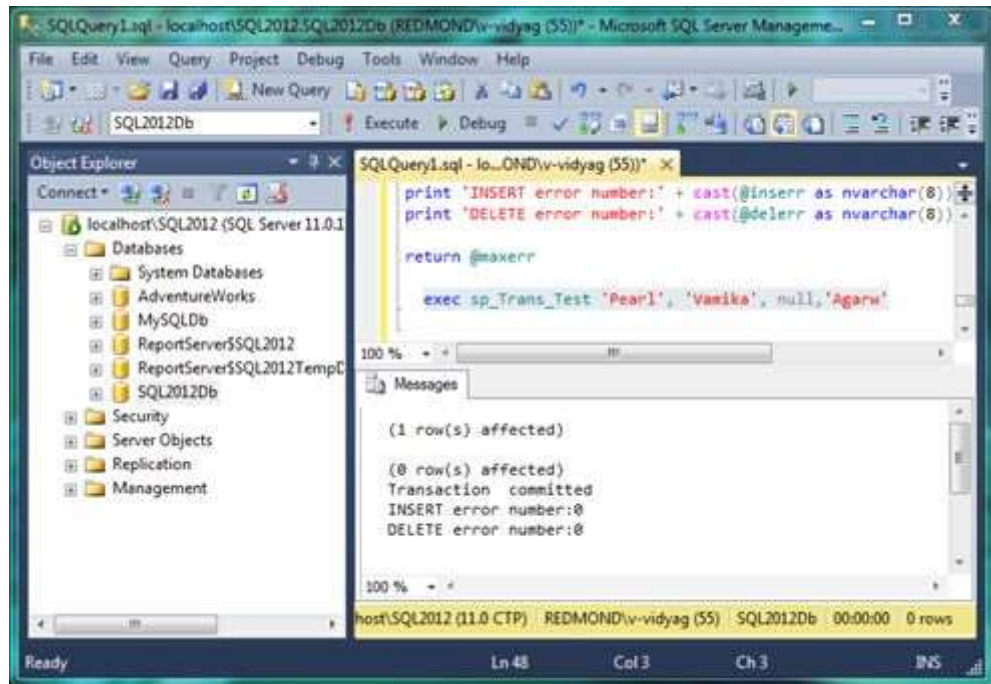 SQLQuery1.sql - localhost\SQL2012.SQL2012Db (REDMOND\v-vidyag (55))* - Microsoft SQL Server Manageme...
File Edit View Query Project Debug Tools Window Help
New Query
SQL2012Db Execute Debug
Object Explorer
SQLQuery1.sql - lo...OND\v-vidyag (55))*
Connect
localhost\SQL2012 (SQL Server 11.0.1
Databases
System Databases
AdventureWorks
MySQLDb
ReportServer$SQL2012
ReportServer$SQL2012TempD
SQL2012Db
Security
Server Objects
Replication
Management
print 'INSERT error number:' + cast(@inserr as nvarchar(8))
print 'DELETE error number:' + cast(@delerr as nvarchar(8))
return @maxerr
exec sp_Trans_Test 'Pearl', 'Vamika', null,'Agarw'
100 %
Messages
(1 row(s) affected)
(0 row(s) affected)
Transaction committed
INSERT error number:0
DELETE error number:0
100 %
host\SQL2012 (11.0 CTP) REDMOND\v-vidyag (55) SQL2012Db 00:00:00 0 rows
Ready Ln 48 Col 3 Ch 3 INS